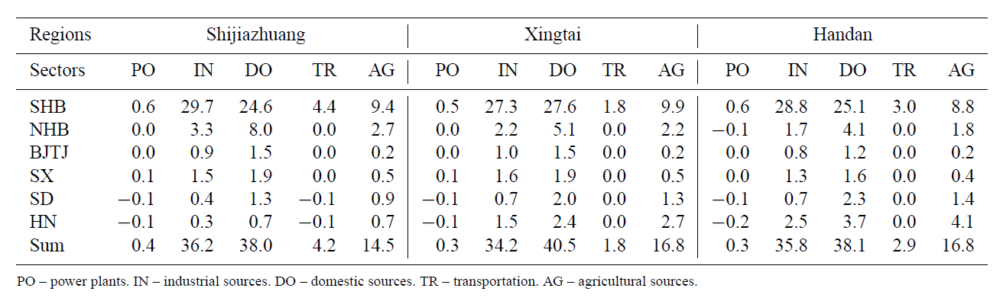 Regions Shijiazhuang Xingtai Handan
Sectors PO IN DO TR AG PO IN DO TR AG PO IN DO TR AG
SHB 0.6 29.7 24.6 4.4 9.4 0.5 27.3 27.6 1.8 9.9 0.6 28.8 25.1 3.0 8.8
NHB 0.0 3.3 8.0 0.0 2.7 0.0 2.2 5.1 0.0 2.2 −0.1 1.7 4.1 0.0 1.8
BJTJ 0.0 0.9 1.5 0.0 0.2 0.0 1.0 1.5 0.0 0.2 0.0 0.8 1.2 0.0 0.2
SX 0.1 1.5 1.9 0.0 0.5 0.1 1.6 1.9 0.0 0.5 0.0 1.3 1.6 0.0 0.4
SD −0.1 0.4 1.3 −0.1 0.9 −0.1 0.7 2.0 0.0 1.3 −0.1 0.7 2.3 0.0 1.4
HN −0.1 0.3 0.7 −0.1 0.7 −0.1 1.5 2.4 0.0 2.7 −0.2 2.5 3.7 0.0 4.1
Sum 0.4 36.2 38.0 4.2 14.5 0.3 34.2 40.5 1.8 16.8 0.3 35.8 38.1 2.9 16.8
PO – power plants. IN – industrial sources. DO – domestic sources. TR – transportation. AG – agricultural sources.